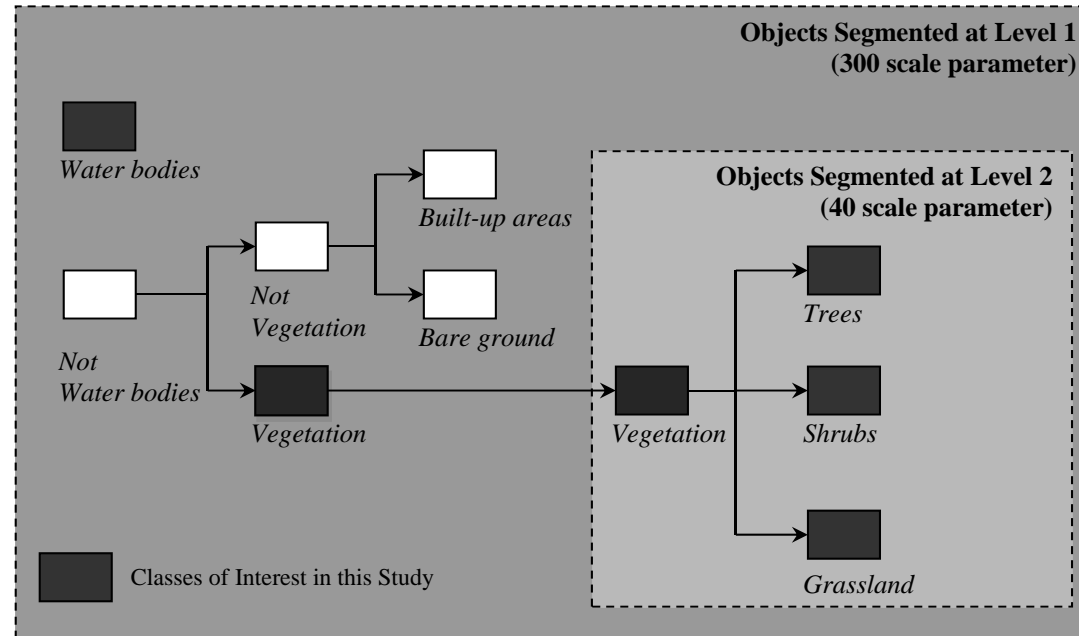 Objects Segmented at Level 1
(300 scale parameter)
Water bodies
Built-up areas
Objects Segmented at Level 2
(40 scale parameter)
Not
Vegetation
Bare ground
Trees
Not
Water bodies
Vegetation
Vegetation
Shrubs
Classes of Interest in this Study
Grassland